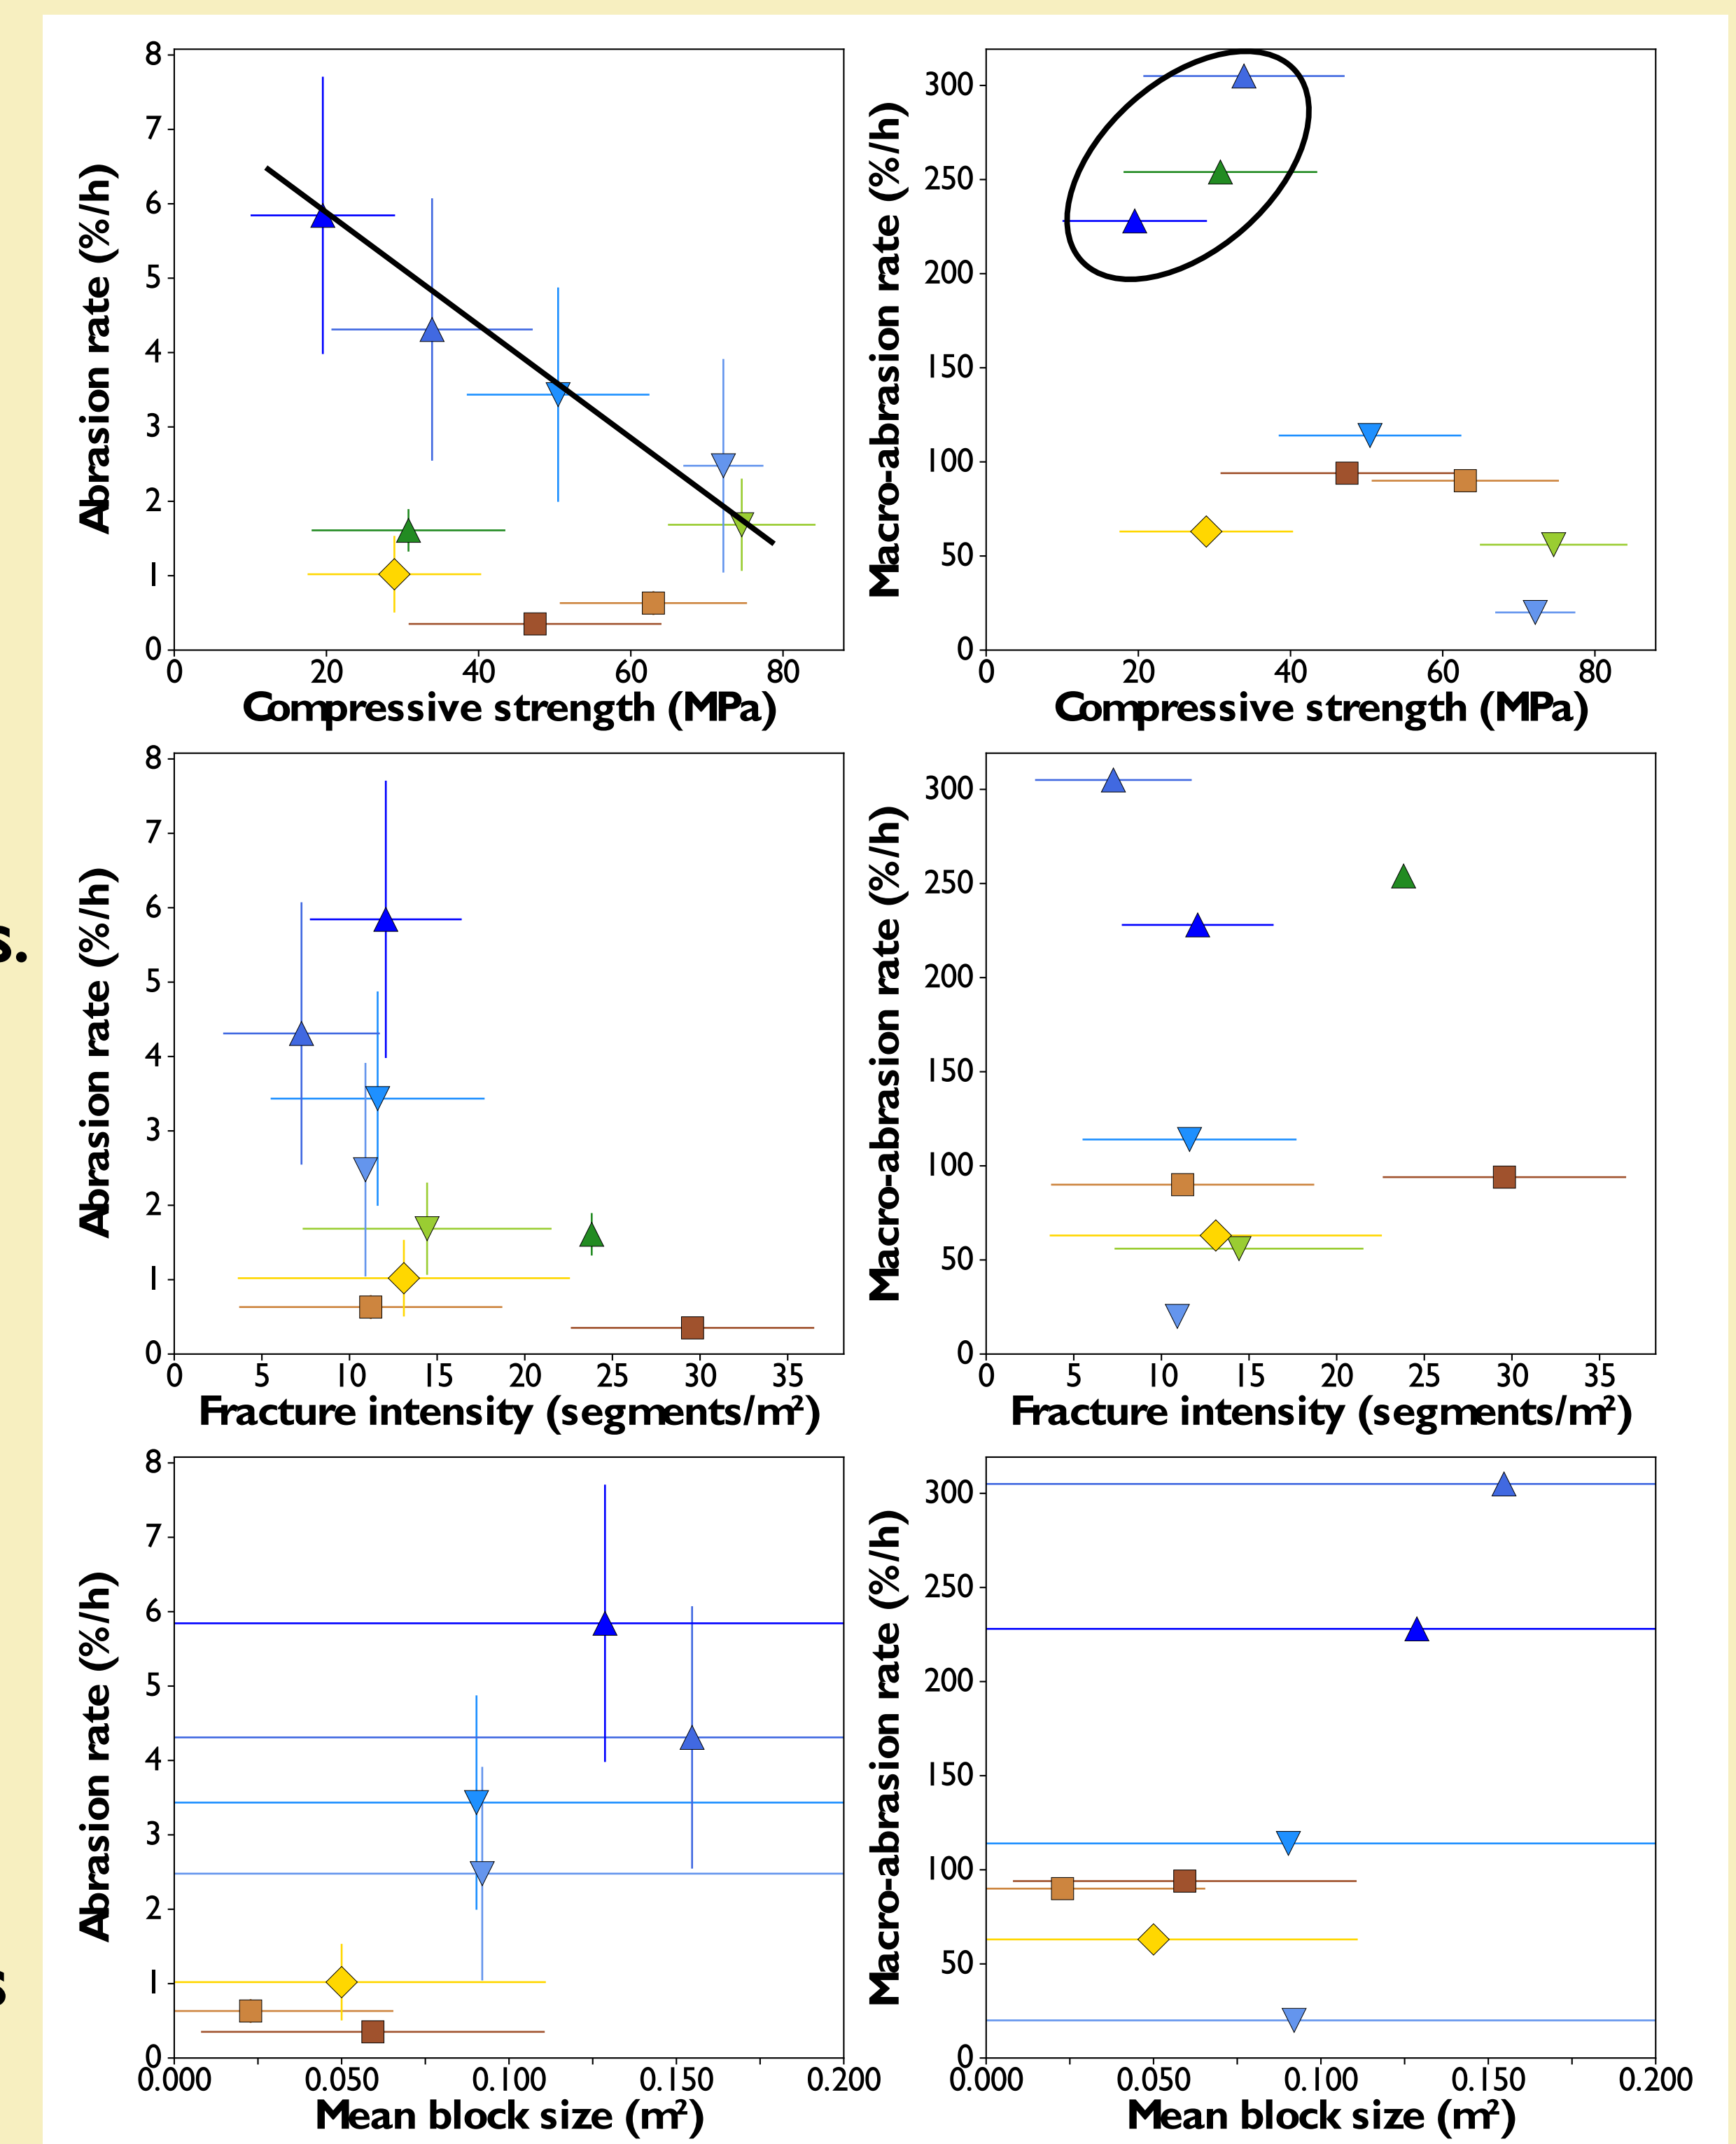 8
7
6
5
4
3
2
1
0
0 20 40 60 80
Abrasion rate (%/h)
Compressive strength (MPa)
300
250
200
150
100
50
0
0 20 40 60 80
Macro-abrasion rate (%/h)
Compressive strength (MPa)
s.
8
7
6
5
4
3
2
1
0
0 5 10 15 20 25 30 35
Abrasion rate (%/h)
Fracture intensity (segments/m²)
300
250
200
150
100
50
0
0 5 10 15 20 25 30 35
Macro-abrasion rate (%/h)
Fracture intensity (segments/m²)
8
7
6
5
4
3
2
1
0
0.000 0.050 0.100 0.150 0.200
Abrasion rate (%/h)
Mean block size (m²)
300
250
200
150
100
50
0
0.000 0.050 0.100 0.150 0.200
Macro-abrasion rate (%/h)
Mean block size (m²)